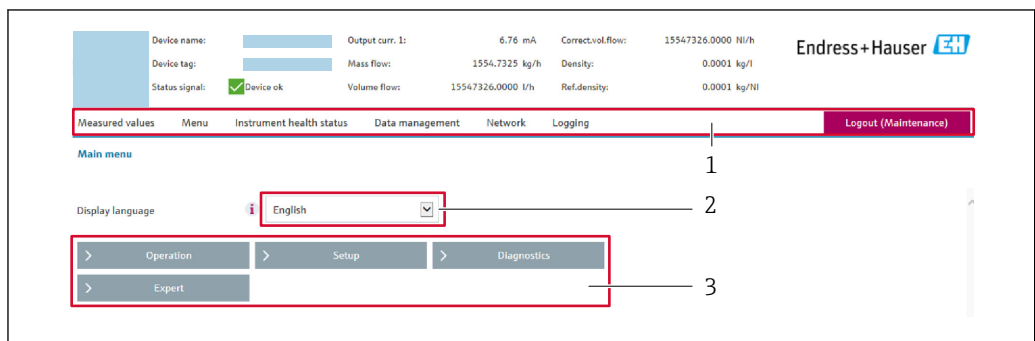 Device name: Output curr. 1: 6.76 mA Correct.vol.flow: 15547326.0000 Nl/h
Endress+Hauser EH
Device tag: Mass flow: 1554.7325 kg/h Density: 0.0001 kg/l
Status signal: Device ok Volume flow: 15547326.0000 l/h Ref.density: 0.0001 kg/Nl
Measured values Menu Instrument health status Data management Network Logging Logout (Maintenance)
1
Main menu
Display language i English 2
> Operation > Setup > Diagnostics
> Expert 3